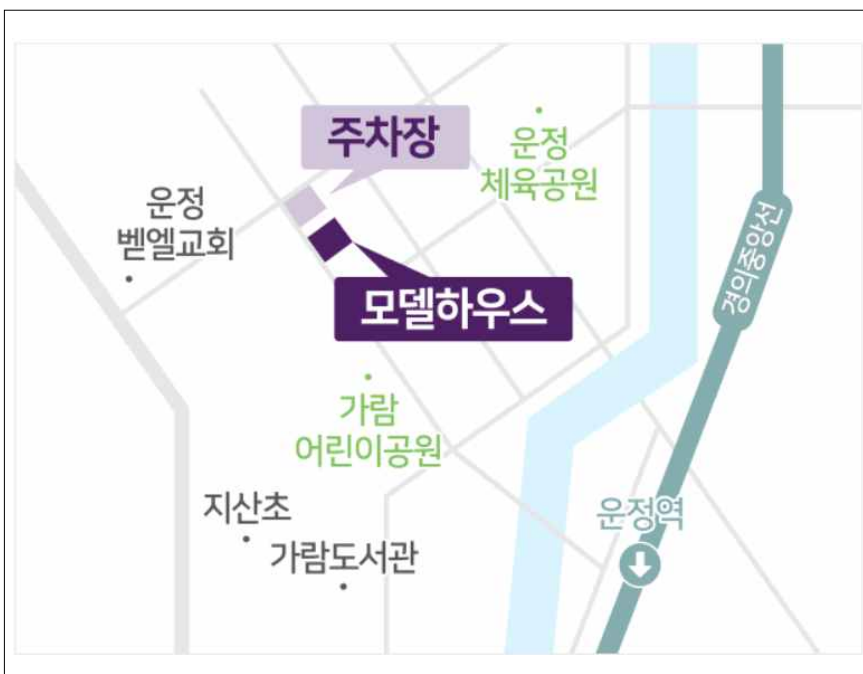 주차장
운정
체육공원
운정
벧엘교회
경의중앙선
모델하우스
가람
어린이공원
지산초
운정역
가람도서관